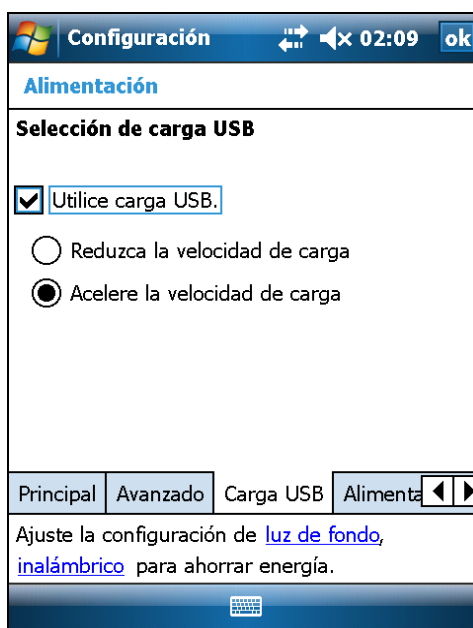 Configuración 02:09 ok
Alimentación
Selección de carga USB
Utilice carga USB.
Reduzca la velocidad de carga
Acelere la velocidad de carga
Principal Avanzado Carga USB Alimenta
Ajuste la configuración de luz de fondo,
inalámbrico para ahorrar energía.